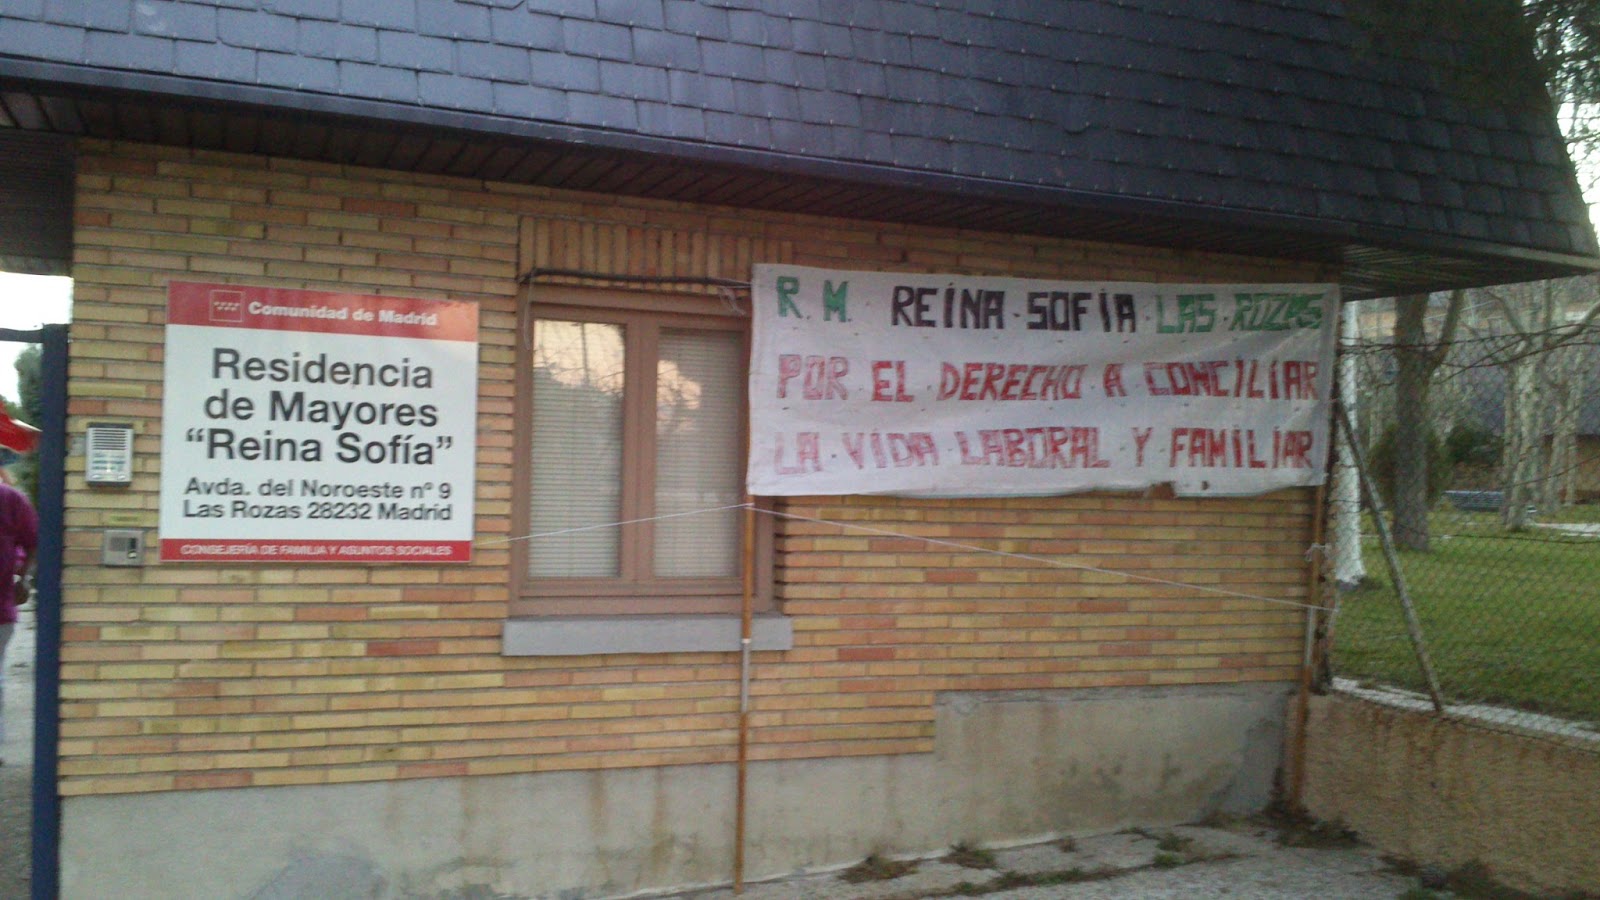 Comunidad de Madrid
Residencia
de Mayores
“Reina Sofía”
Avda. del Noroeste nº 9
Las Rozas 28232 Madrid
CONSEJERÍA DE FAMILIA Y ASUNTOS SOCIALES
R. M. REINA·SOFÍA·LAS·ROZAS
POR·EL·DERECHO·A·CONCILIAR
LA·VIDA·LABORAL·Y·FAMILIAR